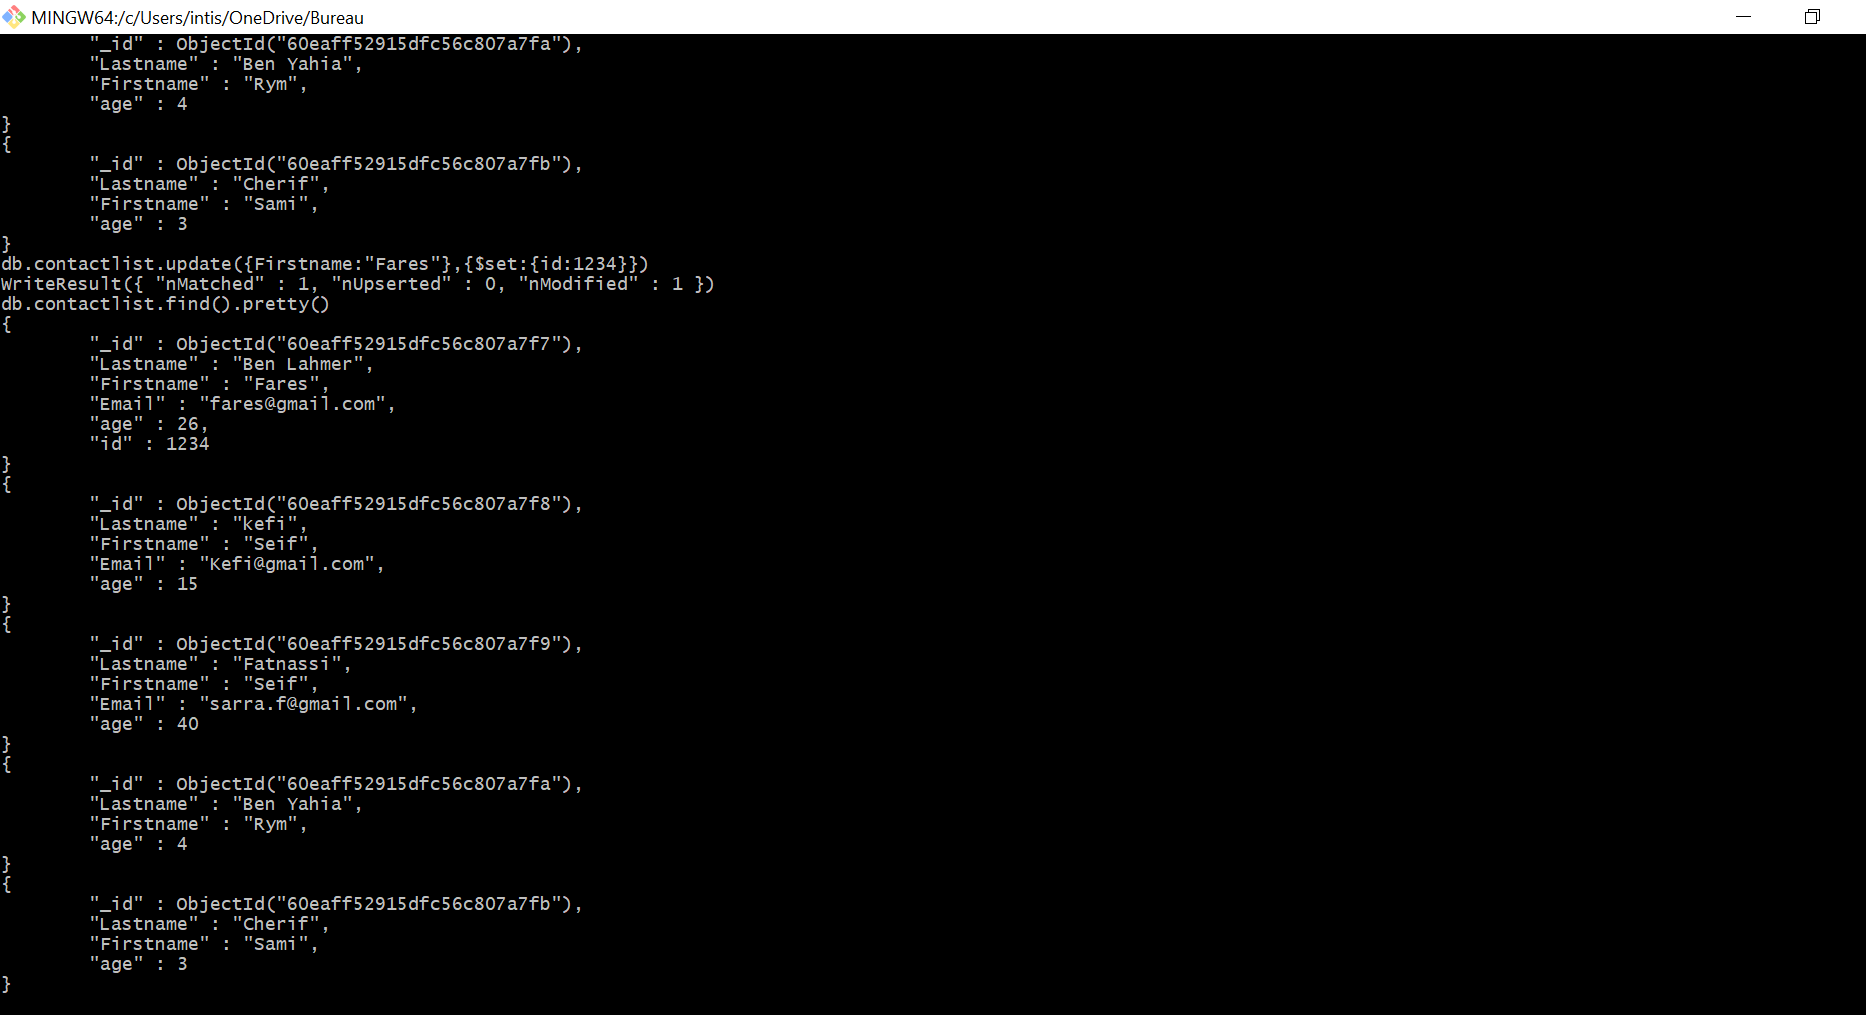 MINGW64:/c/Users/intis/OneDrive/Bureau
        "_id" : ObjectId("60eaff52915dfc56c807a7fa"),
        "Lastname" : "Ben Yahia",
        "Firstname" : "Rym",
        "age" : 4
}
{
        "_id" : ObjectId("60eaff52915dfc56c807a7fb"),
        "Lastname" : "Cherif",
        "Firstname" : "Sami",
        "age" : 3
}
db.contactlist.update({Firstname:"Fares"},{$set:{id:1234}})
WriteResult({ "nMatched" : 1, "nUpserted" : 0, "nModified" : 1 })
db.contactlist.find().pretty()
{
        "_id" : ObjectId("60eaff52915dfc56c807a7f7"),
        "Lastname" : "Ben Lahmer",
        "Firstname" : "Fares",
        "Email" : "fares@gmail.com",
        "age" : 26,
        "id" : 1234
}
{
        "_id" : ObjectId("60eaff52915dfc56c807a7f8"),
        "Lastname" : "kefi",
        "Firstname" : "Seif",
        "Email" : "Kefi@gmail.com",
        "age" : 15
}
{
        "_id" : ObjectId("60eaff52915dfc56c807a7f9"),
        "Lastname" : "Fatnassi",
        "Firstname" : "Seif",
        "Email" : "sarra.f@gmail.com",
        "age" : 40
}
{
        "_id" : ObjectId("60eaff52915dfc56c807a7fa"),
        "Lastname" : "Ben Yahia",
        "Firstname" : "Rym",
        "age" : 4
}
{
        "_id" : ObjectId("60eaff52915dfc56c807a7fb"),
        "Lastname" : "Cherif",
        "Firstname" : "Sami",
        "age" : 3
}